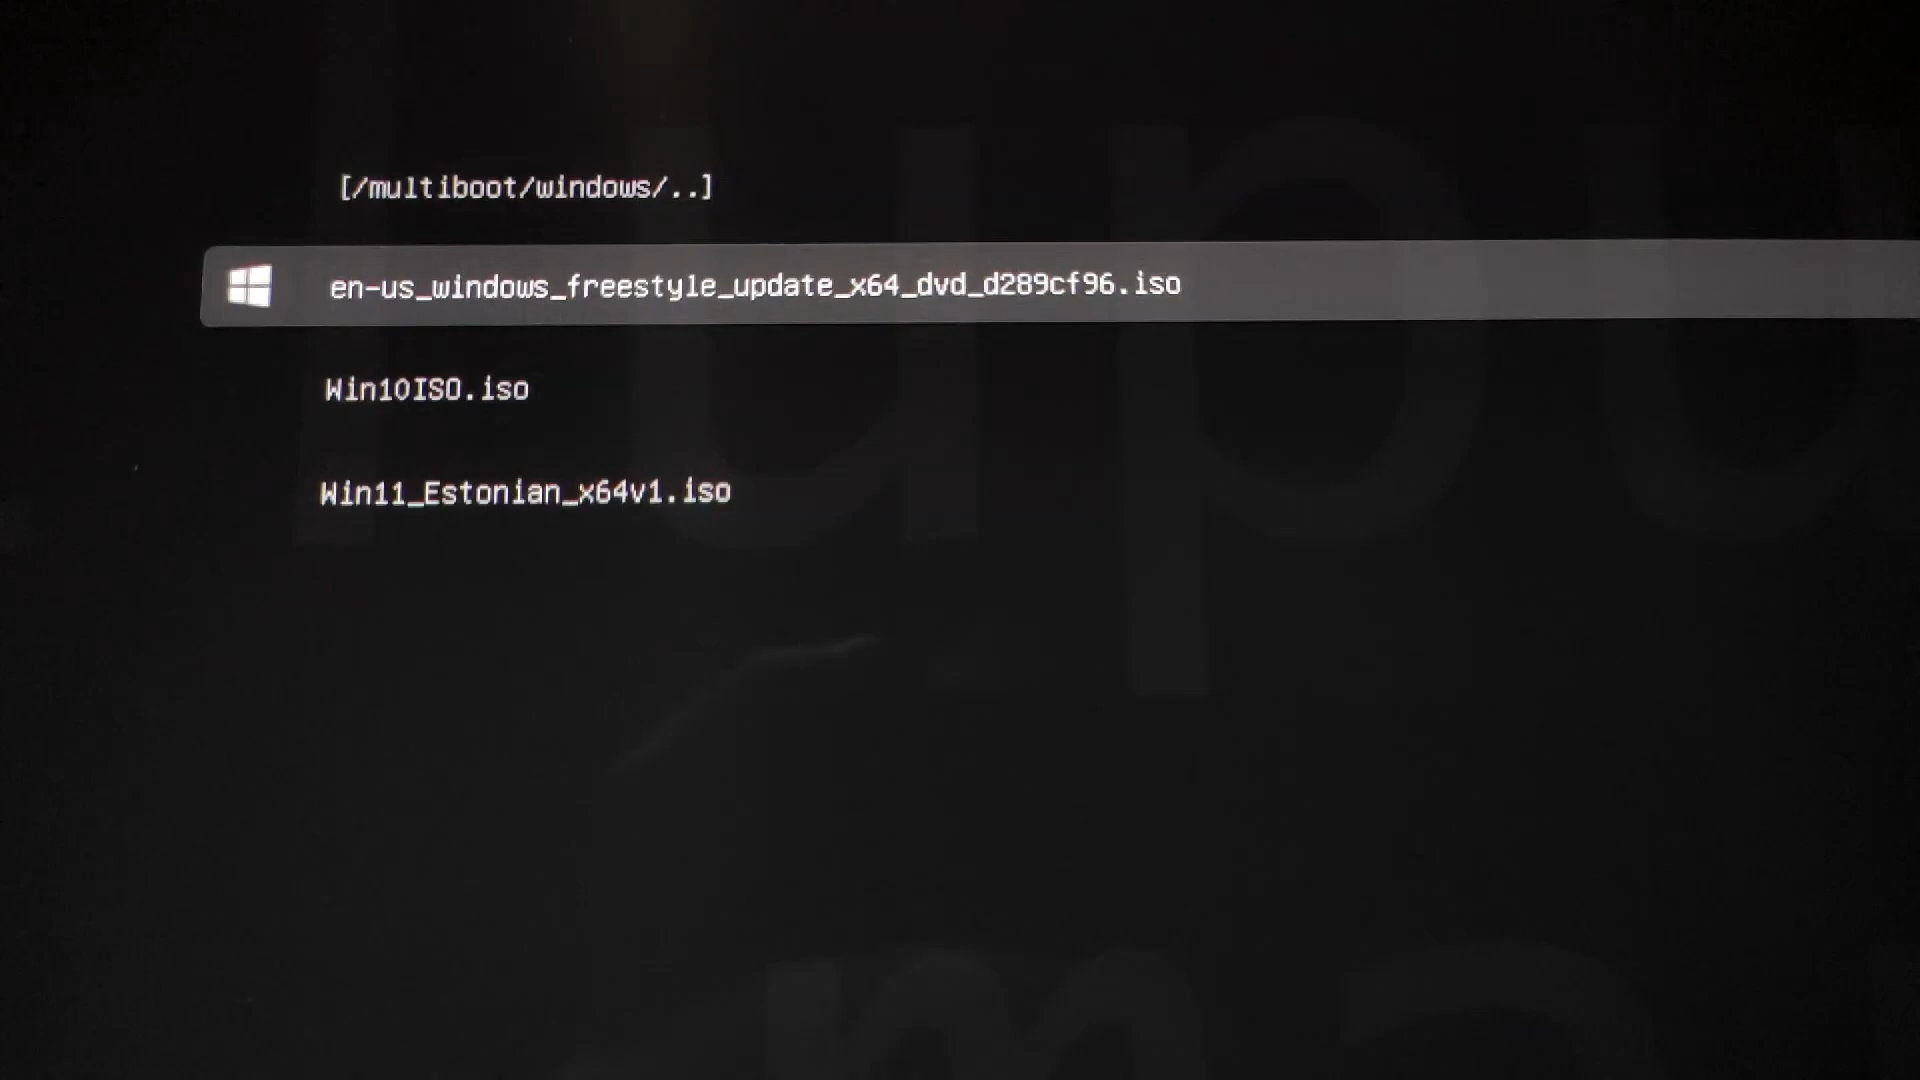 [/multiboot/windows/..]
en-us_windows_freestyle_update_x64_dvd_d289cf96.iso
Win10ISO.iso
Win11_Estonian_x64v1.iso